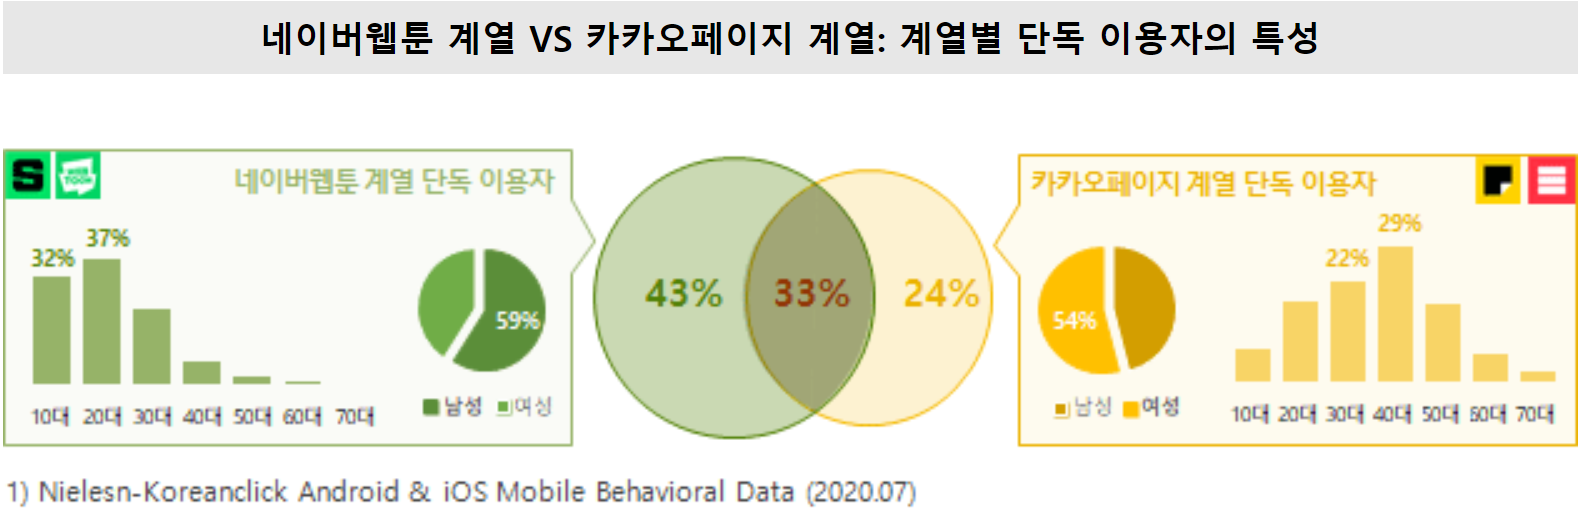 네이버웹툰 계열 VS 카카오페이지 계열: 계열별 단독 이용자의 특성
S WEB TOON 네이버웹툰 계열 단독 이용자
32% 37%
59%
10대 20대 30대 40대 50대 60대 70대
남성 여성
43% 33% 24%
카카오페이지 계열 단독 이용자
54%
남성 여성
22% 29%
10대 20대 30대 40대 50대 60대 70대
1) Nielesn-Koreanclick Android & iOS Mobile Behavioral Data (2020.07)